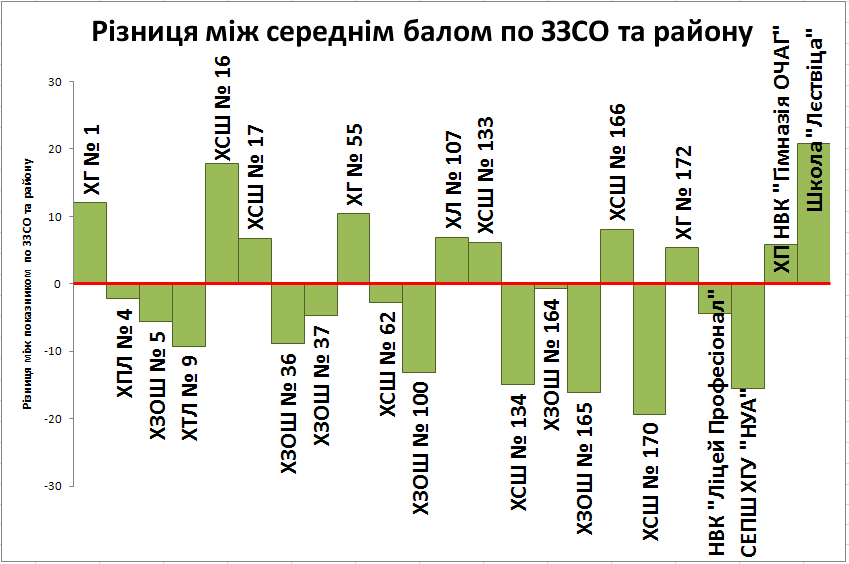 Різниця між середнім балом по ЗЗСО та району
Різниця між показником по ЗЗСО та району
30
20
10
0
-10
-20
-30
ХГ № 1
ХПЛ № 4
ХЗОШ № 5
ХТЛ № 9
ХСШ № 16
ХСШ № 17
ХЗОШ № 36
ХЗОШ № 37
ХГ № 55
ХСШ № 62
ХЗОШ № 100
ХЛ № 107
ХСШ № 133
ХСШ № 134
ХЗОШ № 164
ХЗОШ № 165
ХСШ № 166
ХСШ № 170
ХГ № 172
НВК "Ліцей Професіонал"
СЕПШ ХГУ "НУА"
ХП НВК "Гімназія ОЧАГ"
Школа "Лєствіца"